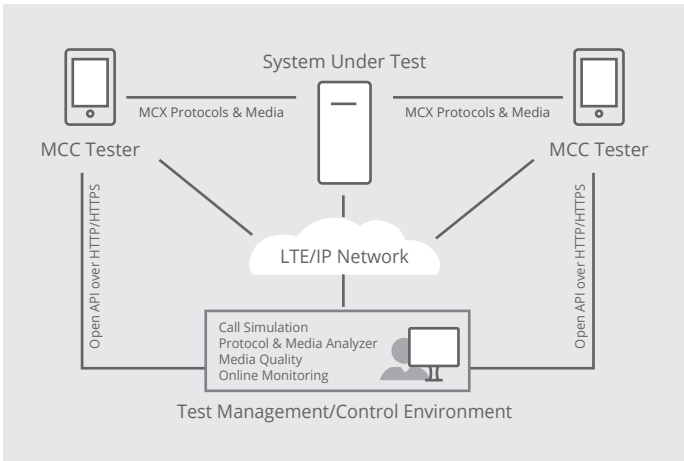 System Under Test
MCX Protocols & Media
MCX Protocols & Media
MCC Tester
MCC Tester
Open API over HTTP/HTTPS
Open API over HTTP/HTTPS
LTE/IP Network
Call Simulation
Protocol & Media Analyzer
Media Quality
Online Monitoring
Test Management/Control Environment